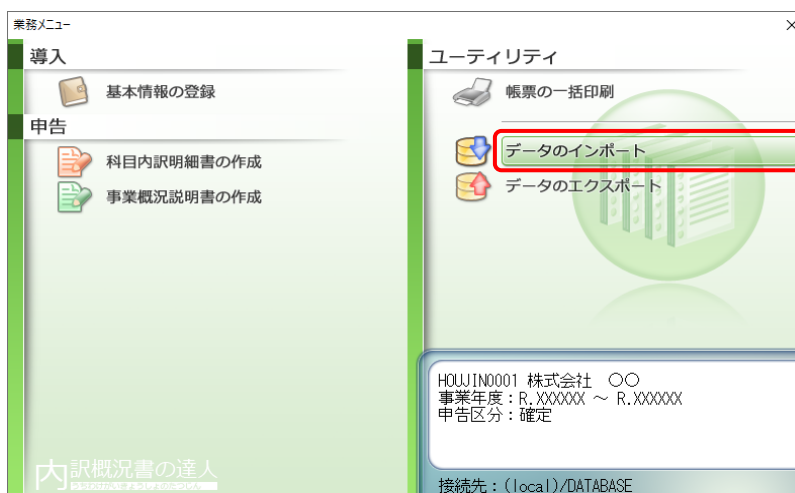 業務メニュー
導入
基本情報の登録
申告
科目内訳明細書の作成
事業概況説明書の作成
内訳概況書の達人
ユーティリティ
帳票の一括印刷
データのインポート
データのエクスポート
HOUJIN0001 株式会社 〇〇
事業年度：R.XXXXXX ～ R.XXXXXX
申告区分：確定
接続先：(local)/DATABASE